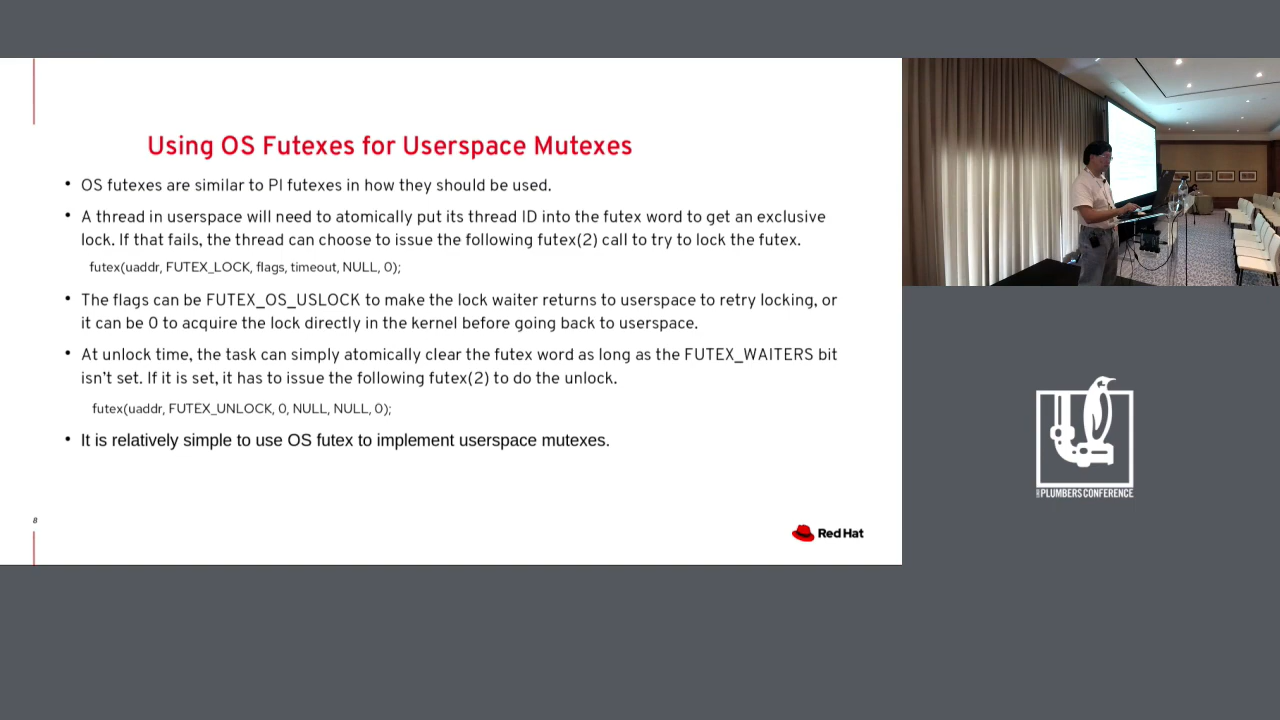 Using OS Futexes for Userspace Mutexes
• OS futexes are similar to PI futexes in how they should be used.
• A thread in userspace will need to atomically put its thread ID into the futex word to get an exclusive
lock. If that fails, the thread can choose to issue the following futex(2) call to try to lock the futex.
futex(uaddr, FUTEX_LOCK, flags, timeout, NULL, 0);
• The flags can be FUTEX_OS_USLOCK to make the lock waiter returns to userspace to retry locking, or
it can be 0 to acquire the lock directly in the kernel before going back to userspace.
• At unlock time, the task can simply atomically clear the futex word as long as the FUTEX_WAITERS bit
isn't set. If it is set, it has to issue the following futex(2) to do the unlock.
futex(uaddr, FUTEX_UNLOCK, 0, NULL, NULL, 0);
• It is relatively simple to use OS futex to implement userspace mutexes.
8
Red Hat
PLUMBERS CONFERENCE